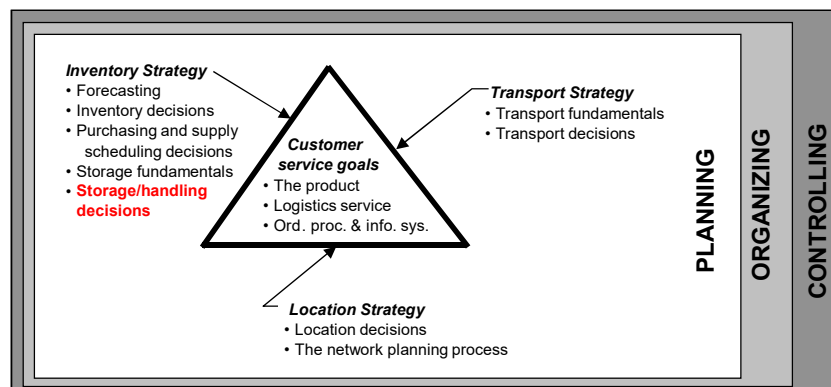 Inventory Strategy
• Forecasting
• Inventory decisions
• Purchasing and supply
scheduling decisions
• Storage fundamentals
• Storage/handling
decisions
Customer
service goals
• The product
• Logistics service
• Ord. proc. & info. sys.
Transport Strategy
• Transport fundamentals
• Transport decisions
Location Strategy
• Location decisions
• The network planning process
PLANNING
ORGANIZING
CONTROLLING